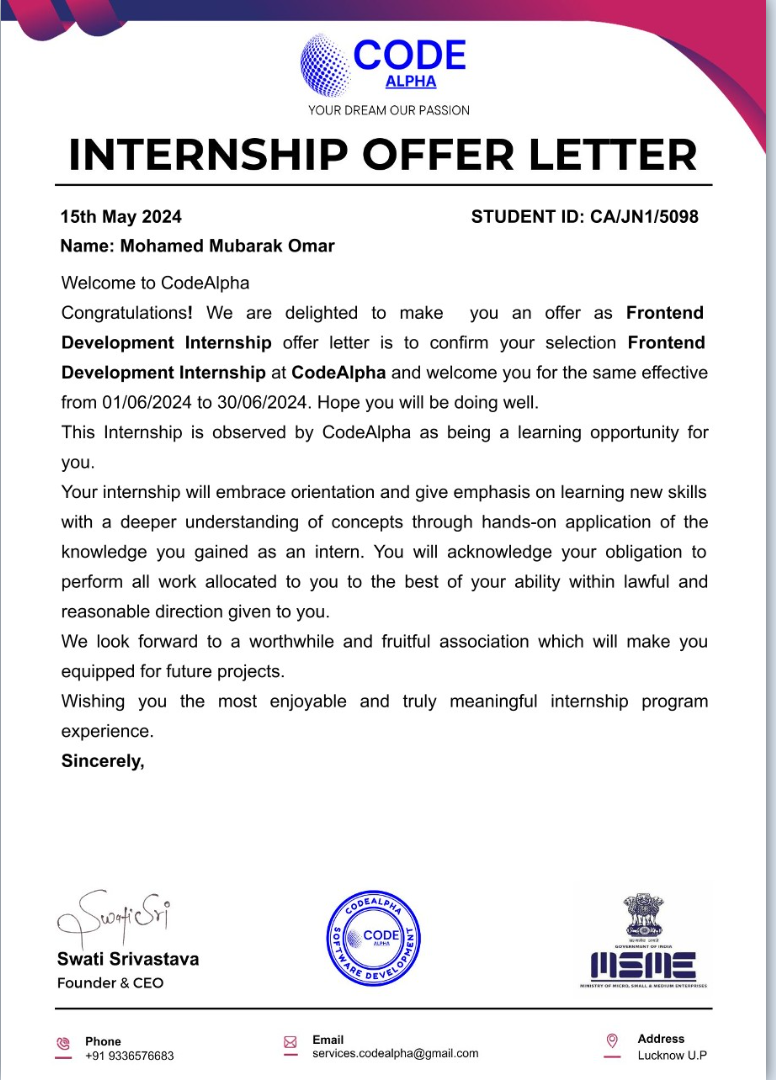 CODE
ALPHA
YOUR DREAM OUR PASSION
INTERNSHIP OFFER LETTER
15th May 2024 STUDENT ID: CA/JN1/5098
Name: Mohamed Mubarak Omar
Welcome to CodeAlpha
Congratulations! We are delighted to make you an offer as Frontend
Development Internship offer letter is to confirm your selection Frontend
Development Internship at CodeAlpha and welcome you for the same effective
from 01/06/2024 to 30/06/2024. Hope you will be doing well.
This Internship is observed by CodeAlpha as being a learning opportunity for
you.
Your internship will embrace orientation and give emphasis on learning new skills
with a deeper understanding of concepts through hands-on application of the
knowledge you gained as an intern. You will acknowledge your obligation to
perform all work allocated to you to the best of your ability within lawful and
reasonable direction given to you.
We look forward to a worthwhile and fruitful association which will make you
equipped for future projects.
Wishing you the most enjoyable and truly meaningful internship program
experience.
Sincerely,
Swati Sri
Swati Srivastava
Founder & CEO
CODEALPHA
CODE
ALPHA
SOFTWARE DEVELOPMENT
GOVERNMENT OF INDIA
MSME
MINISTRY OF MICRO, SMALL & MEDIUM ENTERPRISES
Phone
+91 9336576683
Email
services.codealpha@gmail.com
Address
Lucknow U.P